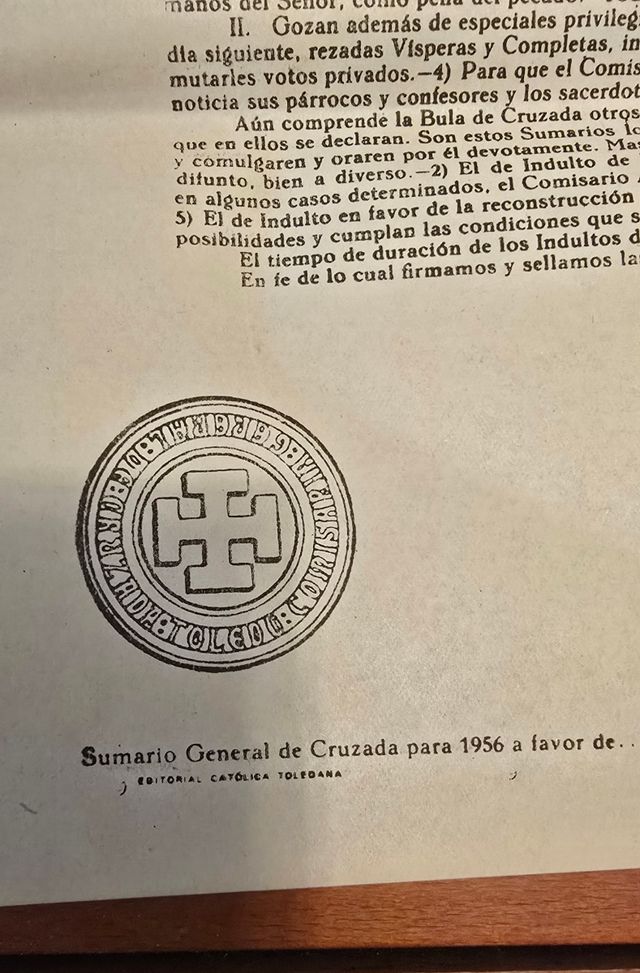 manos del Señor, como pena del pecado.
II. Gozan además de especiales privileg
día siguiente, rezadas Vísperas y Completas, in
mutarles votos privados.—4) Para que el Comis
noticia sus párrocos y confesores y los sacerdot
Aún comprende la Bula de Cruzada otros
que en ellos se declaran. Son estos Sumarios lo
y comulgaren y oraren por él devotamente. Mas
difunto, bien a diverso.—2) El de Indulto de
en algunos casos determinados, el Comisario
5) El de Indulto en favor de la reconstrucción
posibilidades y cumplan las condiciones que s
El tiempo de duración de los Indultos d
En fe de lo cual firmamos y sellamos la
Sumario General de Cruzada para 1956 a favor de..
EDITORIAL CATÓLICA TOLEDANA